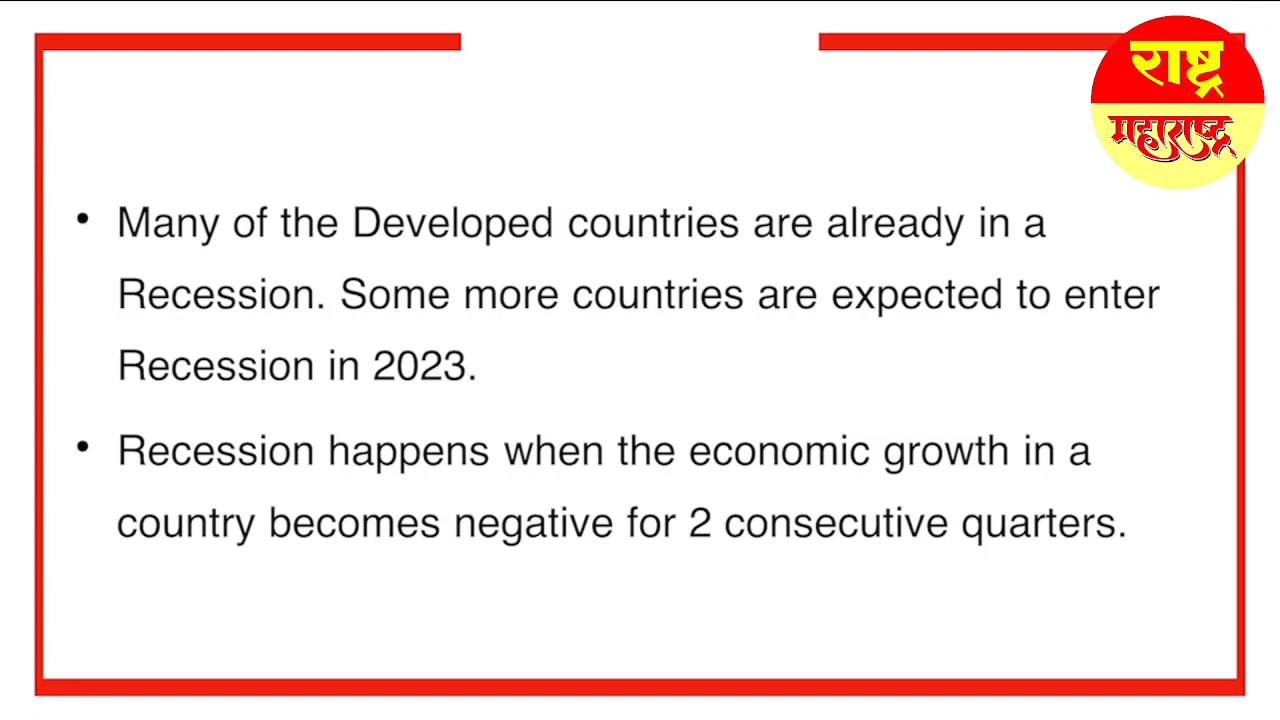 राष्ट्र
महाराष्ट्र
• Many of the Developed countries are already in a
Recession. Some more countries are expected to enter
Recession in 2023.
• Recession happens when the economic growth in a
country becomes negative for 2 consecutive quarters.